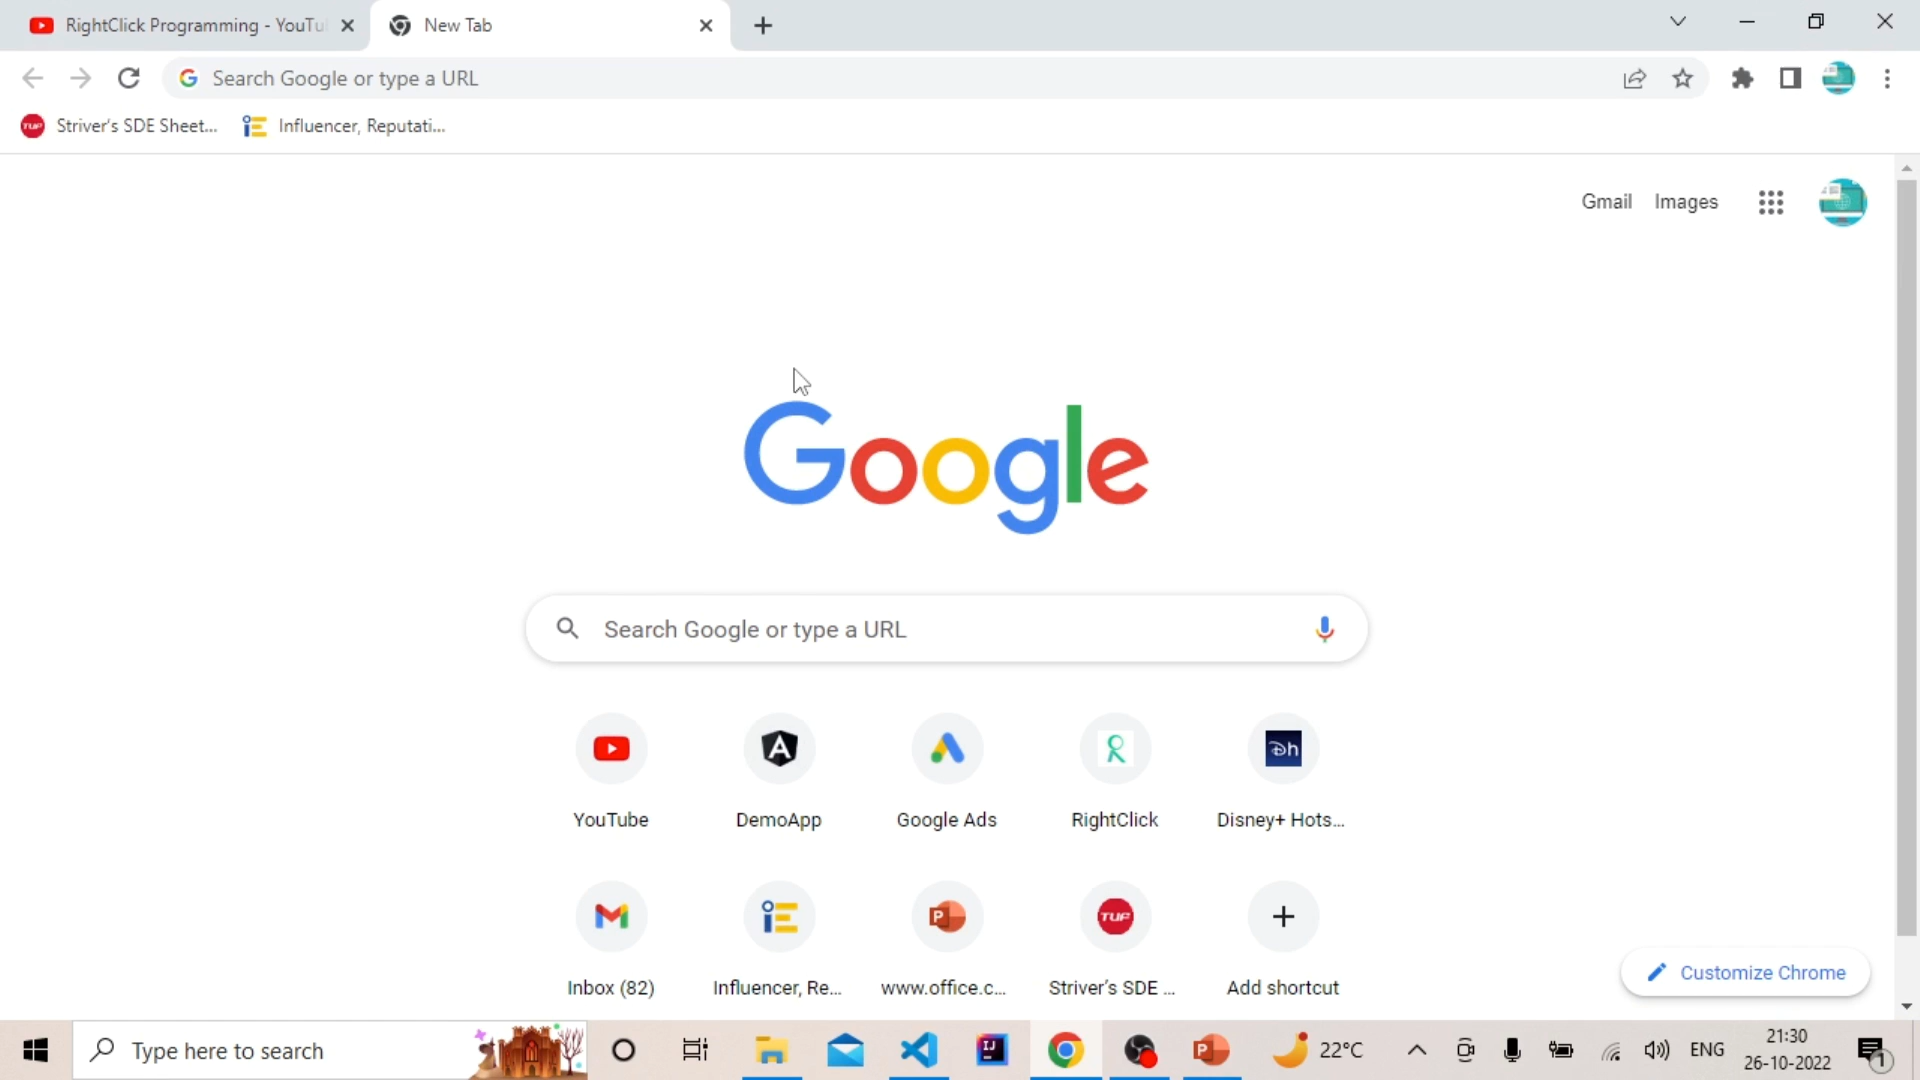 RightClick Programming - YouTu
New Tab
Search Google or type a URL
TUF Striver's SDE Sheet...
Influencer, Reputati...
Gmail
Images
Google
Search Google or type a URL
YouTube
DemoApp
Google Ads
RightClick
Disney+ Hots...
Inbox (82)
Influencer, Re...
www.office.c...
Striver's SDE ...
Add shortcut
Customize Chrome
Type here to search
22°C
ENG
21:30
26-10-2022
1